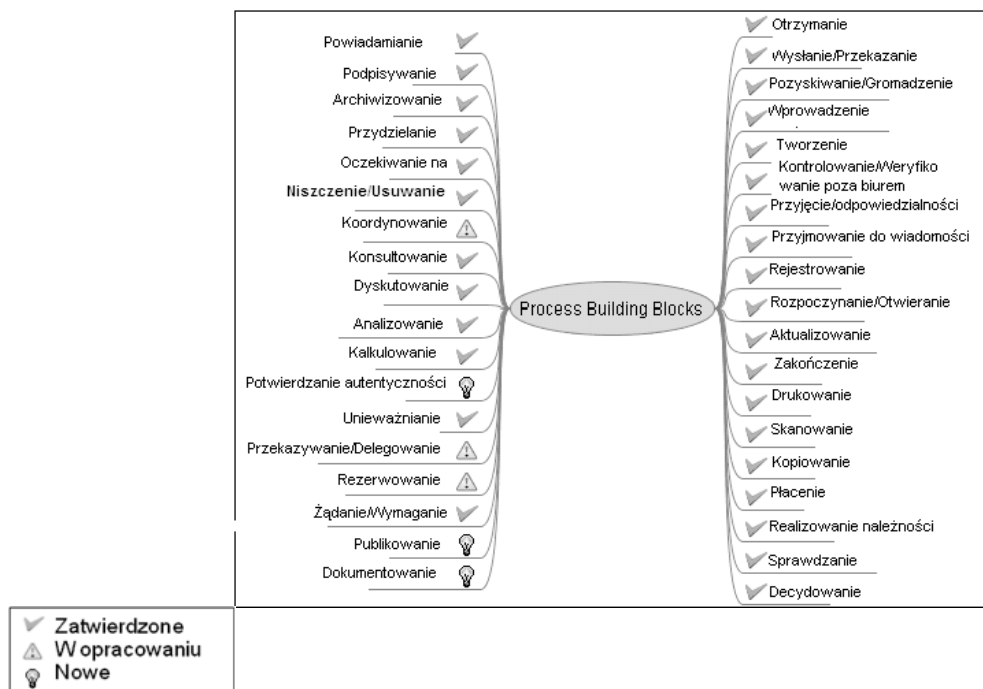 Powiadamianie
Podpisywanie
Archiwizowanie
Przydzielanie
Oczekiwanie na
Niszczenie/Usuwanie
Koordynowanie
Konsultowanie
Dyskutowanie
Analizowanie
Kalkulowanie
Potwierdzanie autentyczności
Unieważnianie
Przekazywanie/Delegowanie
Rezerwowanie
Żądanie/Wymaganie
Publikowanie
Dokumentowanie
Process Building Blocks
Otrzymanie
Wysłanie/Przekazanie
Pozyskiwanie/Gromadzenie
Wprowadzenie
Tworzenie
Kontrolowanie/Weryfiko
wanie poza biurem
Przyjęcie/odpowiedzialności
Przyjmowanie do wiadomości
Rejestrowanie
Rozpoczynanie/Otwieranie
Aktualizowanie
Zakończenie
Drukowanie
Skanowanie
Kopiowanie
Płacenie
Realizowanie należności
Sprawdzanie
Decydowanie
Zatwierdzone
W opracowaniu
Nowe